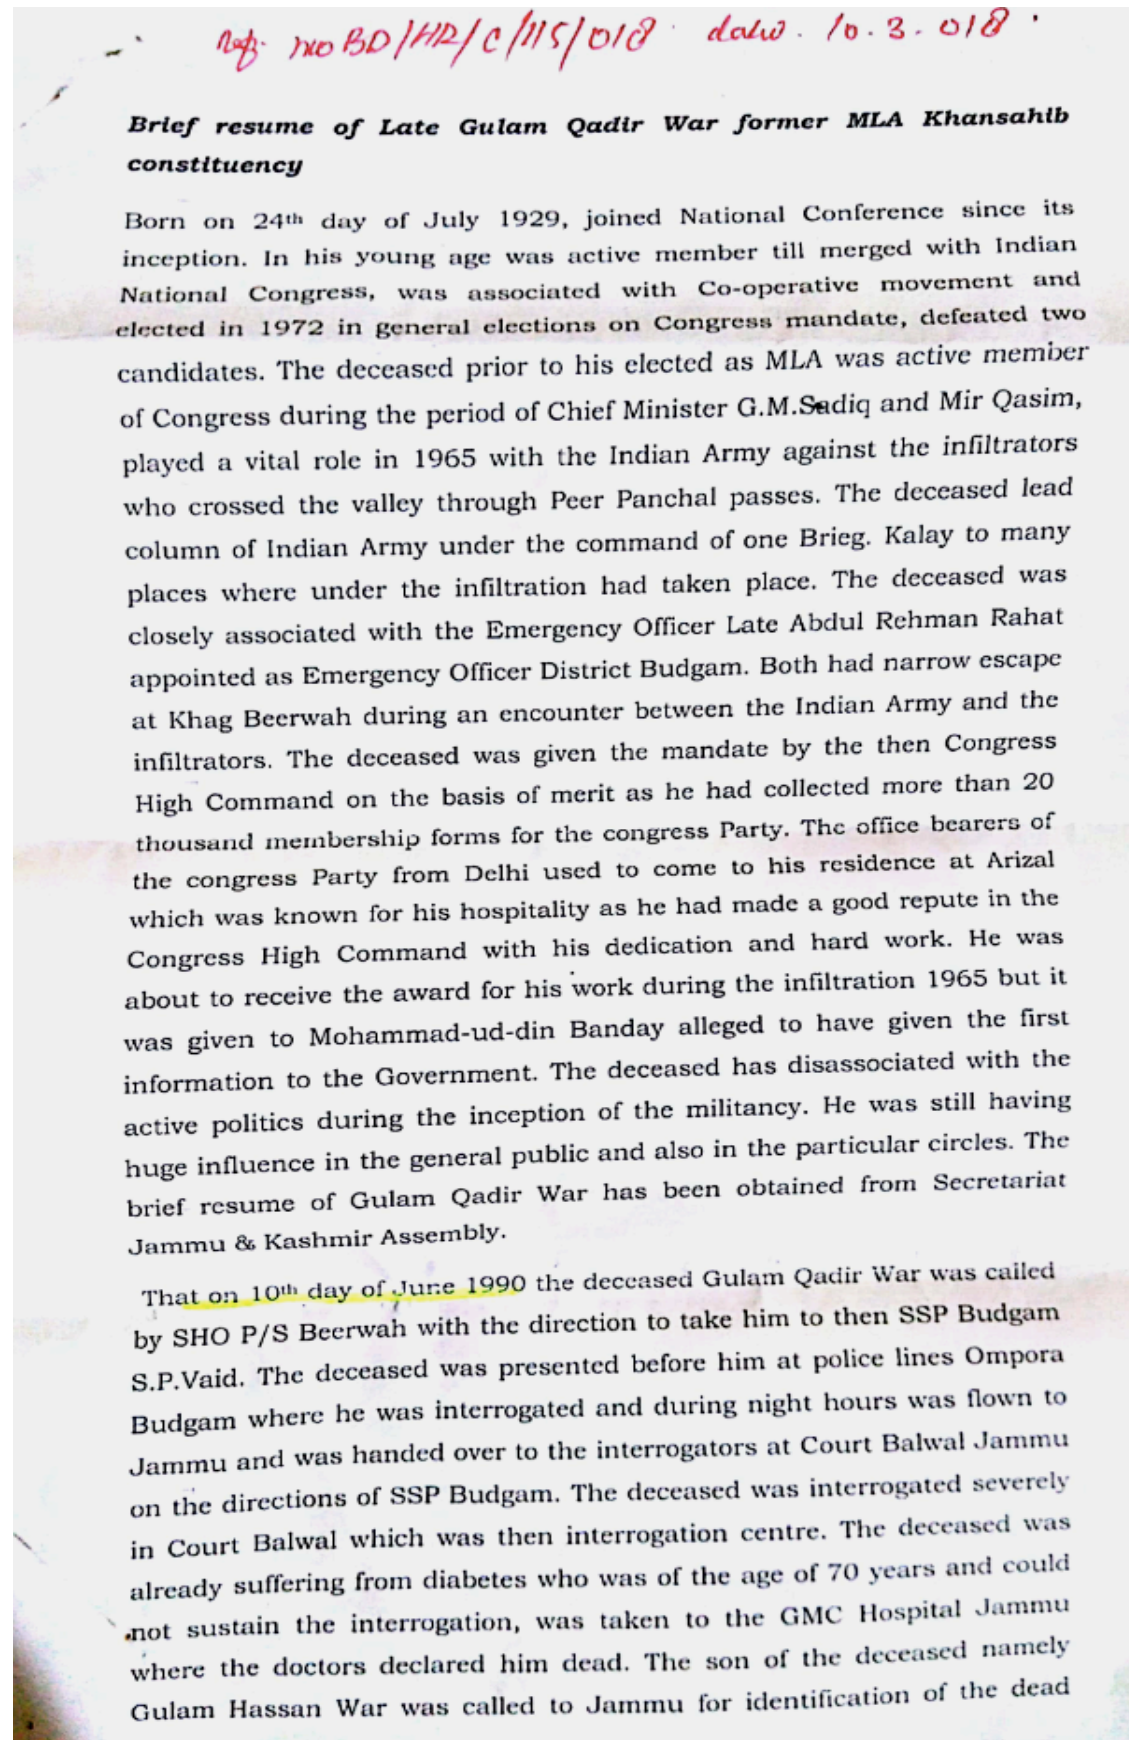 Ref. no BD/HR/C/115/018 date. 10.3.018
Brief resume of Late Gulam Qadir War former MLA Khansahib
constituency
Born on 24th day of July 1929, joined National Conference since its
inception. In his young age was active member till merged with Indian
National Congress, was associated with Co-operative movement and
elected in 1972 in general elections on Congress mandate, defeated two
candidates. The deceased prior to his elected as MLA was active member
of Congress during the period of Chief Minister G.M.Sadiq and Mir Qasim,
played a vital role in 1965 with the Indian Army against the infiltrators
who crossed the valley through Peer Panchal passes. The deceased lead
column of Indian Army under the command of one Brieg. Kalay to many
places where under the infiltration had taken place. The deceased was
closely associated with the Emergency Officer Late Abdul Rehman Rahat
appointed as Emergency Officer District Budgam. Both had narrow escape
at Khag Beerwah during an encounter between the Indian Army and the
infiltrators. The deceased was given the mandate by the then Congress
High Command on the basis of merit as he had collected more than 20
thousand membership forms for the congress Party. The office bearers of
the congress Party from Delhi used to come to his residence at Arizal
which was known for his hospitality as he had made a good repute in the
Congress High Command with his dedication and hard work. He was
about to receive the award for his work during the infiltration 1965 but it
was given to Mohammad-ud-din Banday alleged to have given the first
information to the Government. The deceased has disassociated with the
active politics during the inception of the militancy. He was still having
huge influence in the general public and also in the particular circles. The
brief resume of Gulam Qadir War has been obtained from Secretariat
Jammu & Kashmir Assembly.
That on 10th day of June 1990 the deceased Gulam Qadir War was called
by SHO P/S Beerwah with the direction to take him to then SSP Budgam
S.P.Vaid. The deceased was presented before him at police lines Ompora
Budgam where he was interrogated and during night hours was flown to
Jammu and was handed over to the interrogators at Court Balwal Jammu
on the directions of SSP Budgam. The deceased was interrogated severely
in Court Balwal which was then interrogation centre. The deceased was
already suffering from diabetes who was of the age of 70 years and could
not sustain the interrogation, was taken to the GMC Hospital Jammu
where the doctors declared him dead. The son of the deceased namely
Gulam Hassan War was called to Jammu for identification of the dead